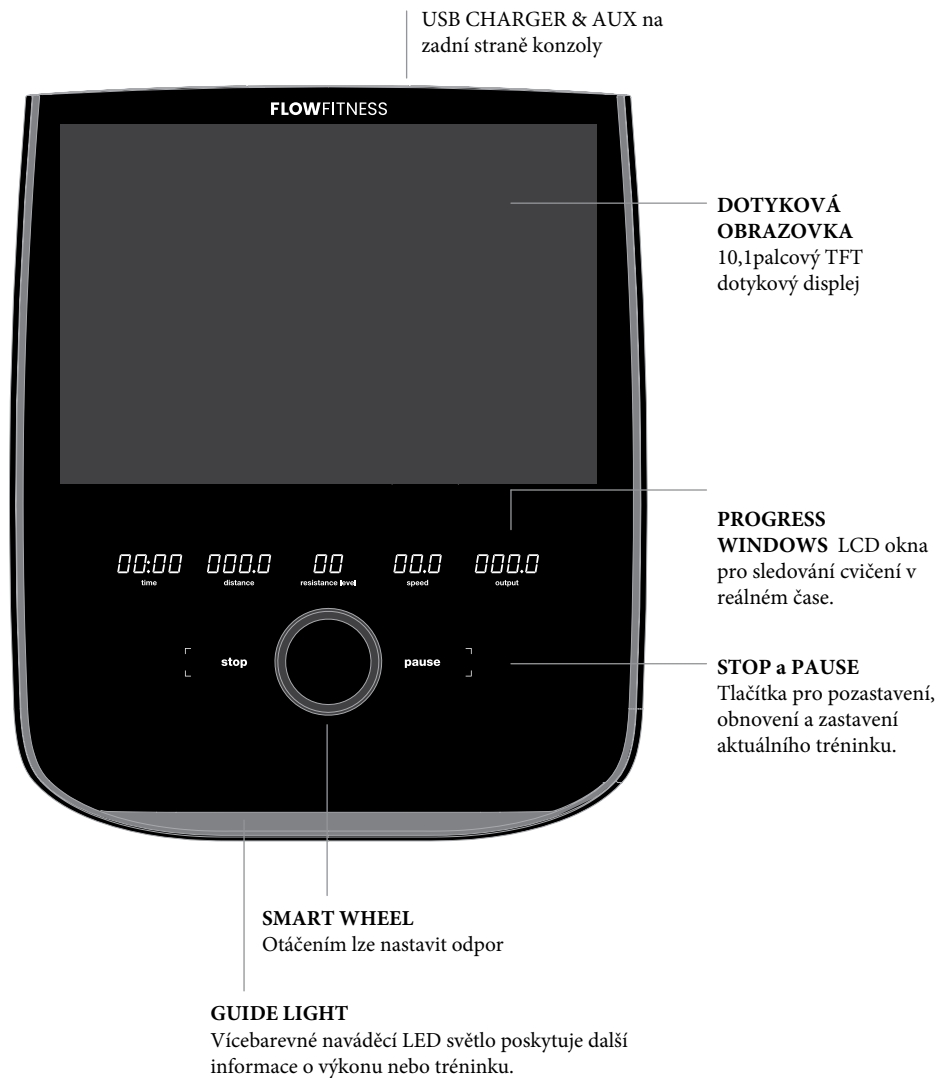 USB CHARGER & AUX na
zadní straně konzoly
FLOWFITNESS
DOTYKOVÁ
OBRAZOVKA
10,1palcový TFT
dotykový displej
PROGRESS
WINDOWS LCD okna
pro sledování cvičení v
reálném čase.
00:00 000.0 00 00.0 000.0
time distance resistance level speed output
stop pause
STOP a PAUSE
Tlačítka pro pozastavení,
obnovení a zastavení
aktuálního tréninku.
SMART WHEEL
Otáčením lze nastavit odpor
GUIDE LIGHT
Vícebarevné naváděcí LED světlo poskytuje další
informace o výkonu nebo tréninku.